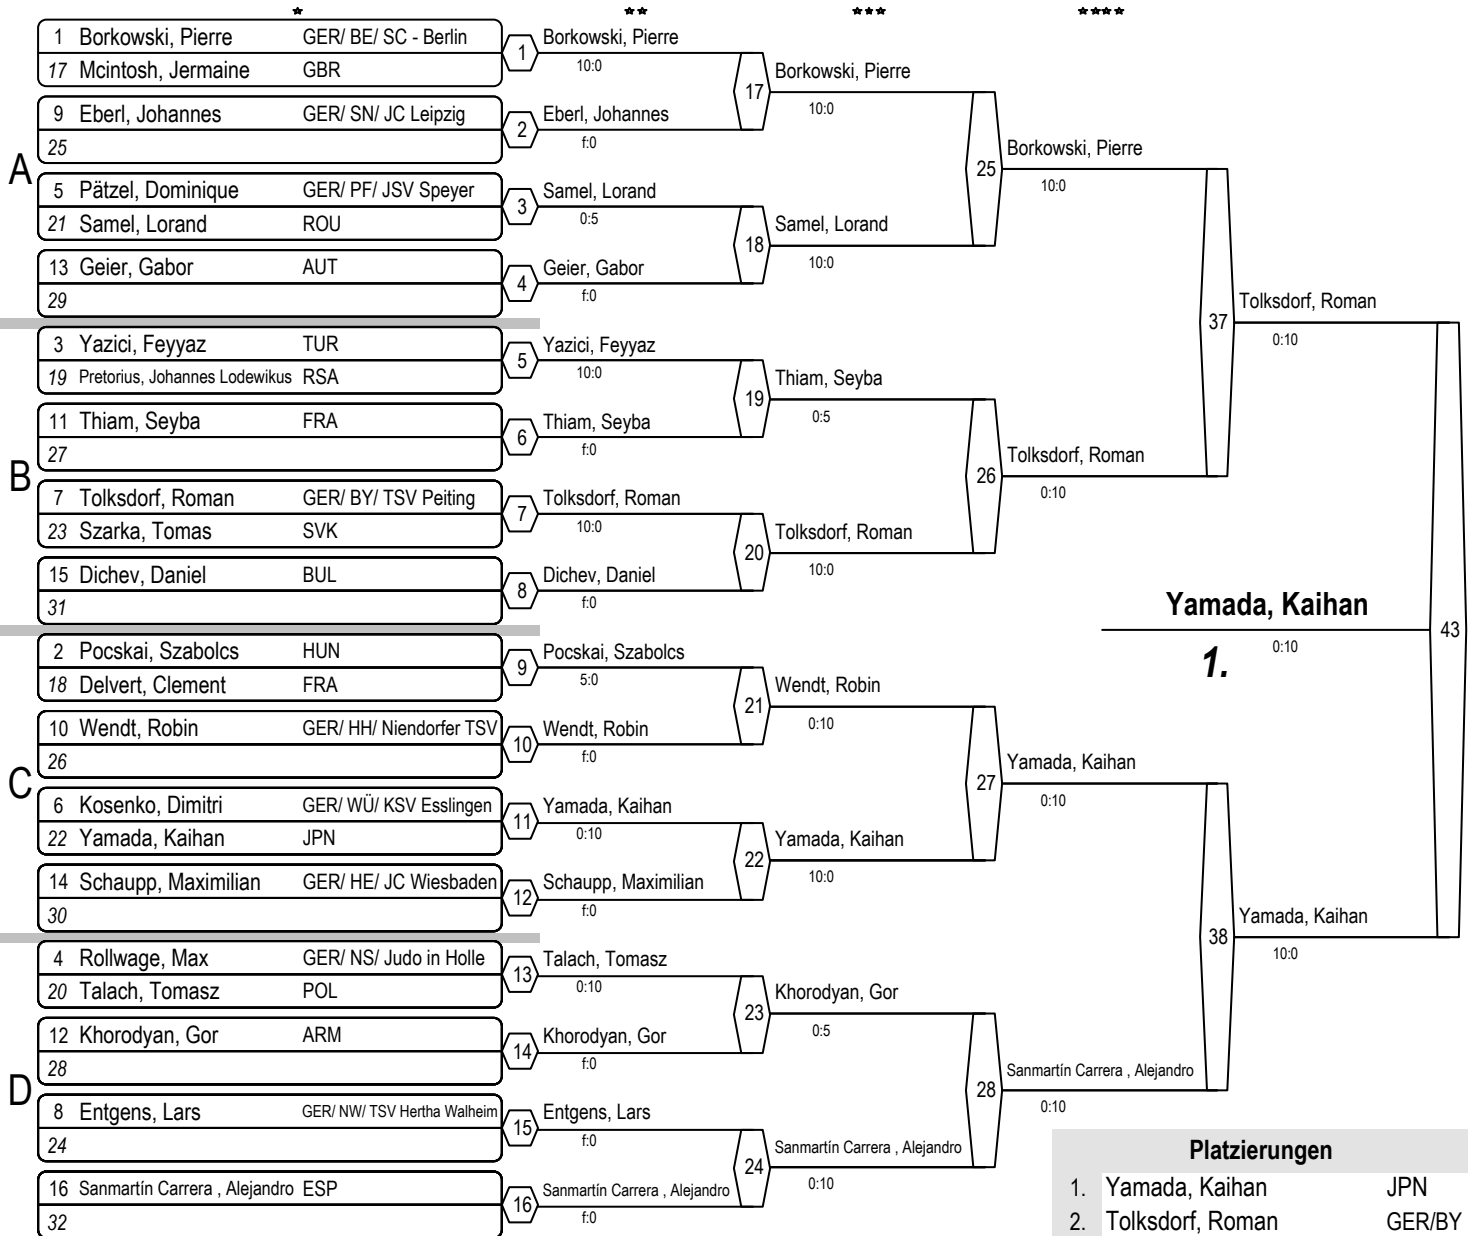 * ** *** ****
A
1 Borkowski, Pierre GER/ BE/ SC - Berlin
17 Mcintosh, Jermaine GBR
9 Eberl, Johannes GER/ SN/ JC Leipzig
25
5 Pätzel, Dominique GER/ PF/ JSV Speyer
21 Samel, Lorand ROU
13 Geier, Gabor AUT
29
B
3 Yazici, Feyyaz TUR
19 Pretorius, Johannes Lodewikus RSA
11 Thiam, Seyba FRA
27
7 Tolksdorf, Roman GER/ BY/ TSV Peiting
23 Szarka, Tomas SVK
15 Dichev, Daniel BUL
31
C
2 Pocskai, Szabolcs HUN
18 Delvert, Clement FRA
10 Wendt, Robin GER/ HH/ Niendorfer TSV
26
6 Kosenko, Dimitri GER/ WÜ/ KSV Esslingen
22 Yamada, Kaihan JPN
14 Schaupp, Maximilian GER/ HE/ JC Wiesbaden
30
D
4 Rollwage, Max GER/ NS/ Judo in Holle
20 Talach, Tomasz POL
12 Khorodyan, Gor ARM
28
8 Entgens, Lars GER/ NW/ TSV Hertha Walheim
24
16 Sanmartín Carrera , Alejandro ESP
32
1 Borkowski, Pierre
10:0
2 Eberl, Johannes
f:0
3 Samel, Lorand
0:5
4 Geier, Gabor
f:0
5 Yazici, Feyyaz
10:0
6 Thiam, Seyba
f:0
7 Tolksdorf, Roman
10:0
8 Dichev, Daniel
f:0
9 Pocskai, Szabolcs
5:0
10 Wendt, Robin
f:0
11 Yamada, Kaihan
0:10
12 Schaupp, Maximilian
f:0
13 Talach, Tomasz
0:10
14 Khorodyan, Gor
f:0
15 Entgens, Lars
f:0
16 Sanmartín Carrera , Alejandro
f:0
17 Borkowski, Pierre
10:0
18 Samel, Lorand
10:0
19 Thiam, Seyba
0:5
20 Tolksdorf, Roman
10:0
21 Wendt, Robin
0:10
22 Yamada, Kaihan
10:0
23 Khorodyan, Gor
0:5
24 Sanmartín Carrera , Alejandro
0:10
25 Borkowski, Pierre
10:0
26 Tolksdorf, Roman
0:10
27 Yamada, Kaihan
0:10
28 Sanmartín Carrera , Alejandro
0:10
37 Tolksdorf, Roman
0:10
38 Yamada, Kaihan
10:0
43 Yamada, Kaihan
0:10
1.
Platzierungen
1. Yamada, Kaihan JPN
2. Tolksdorf, Roman GER/BY